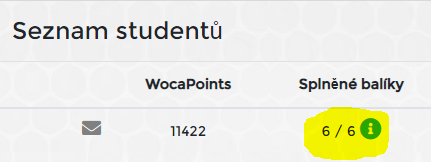 Seznam studentů
WocaPoints Splněné balíky
11422 6 / 6